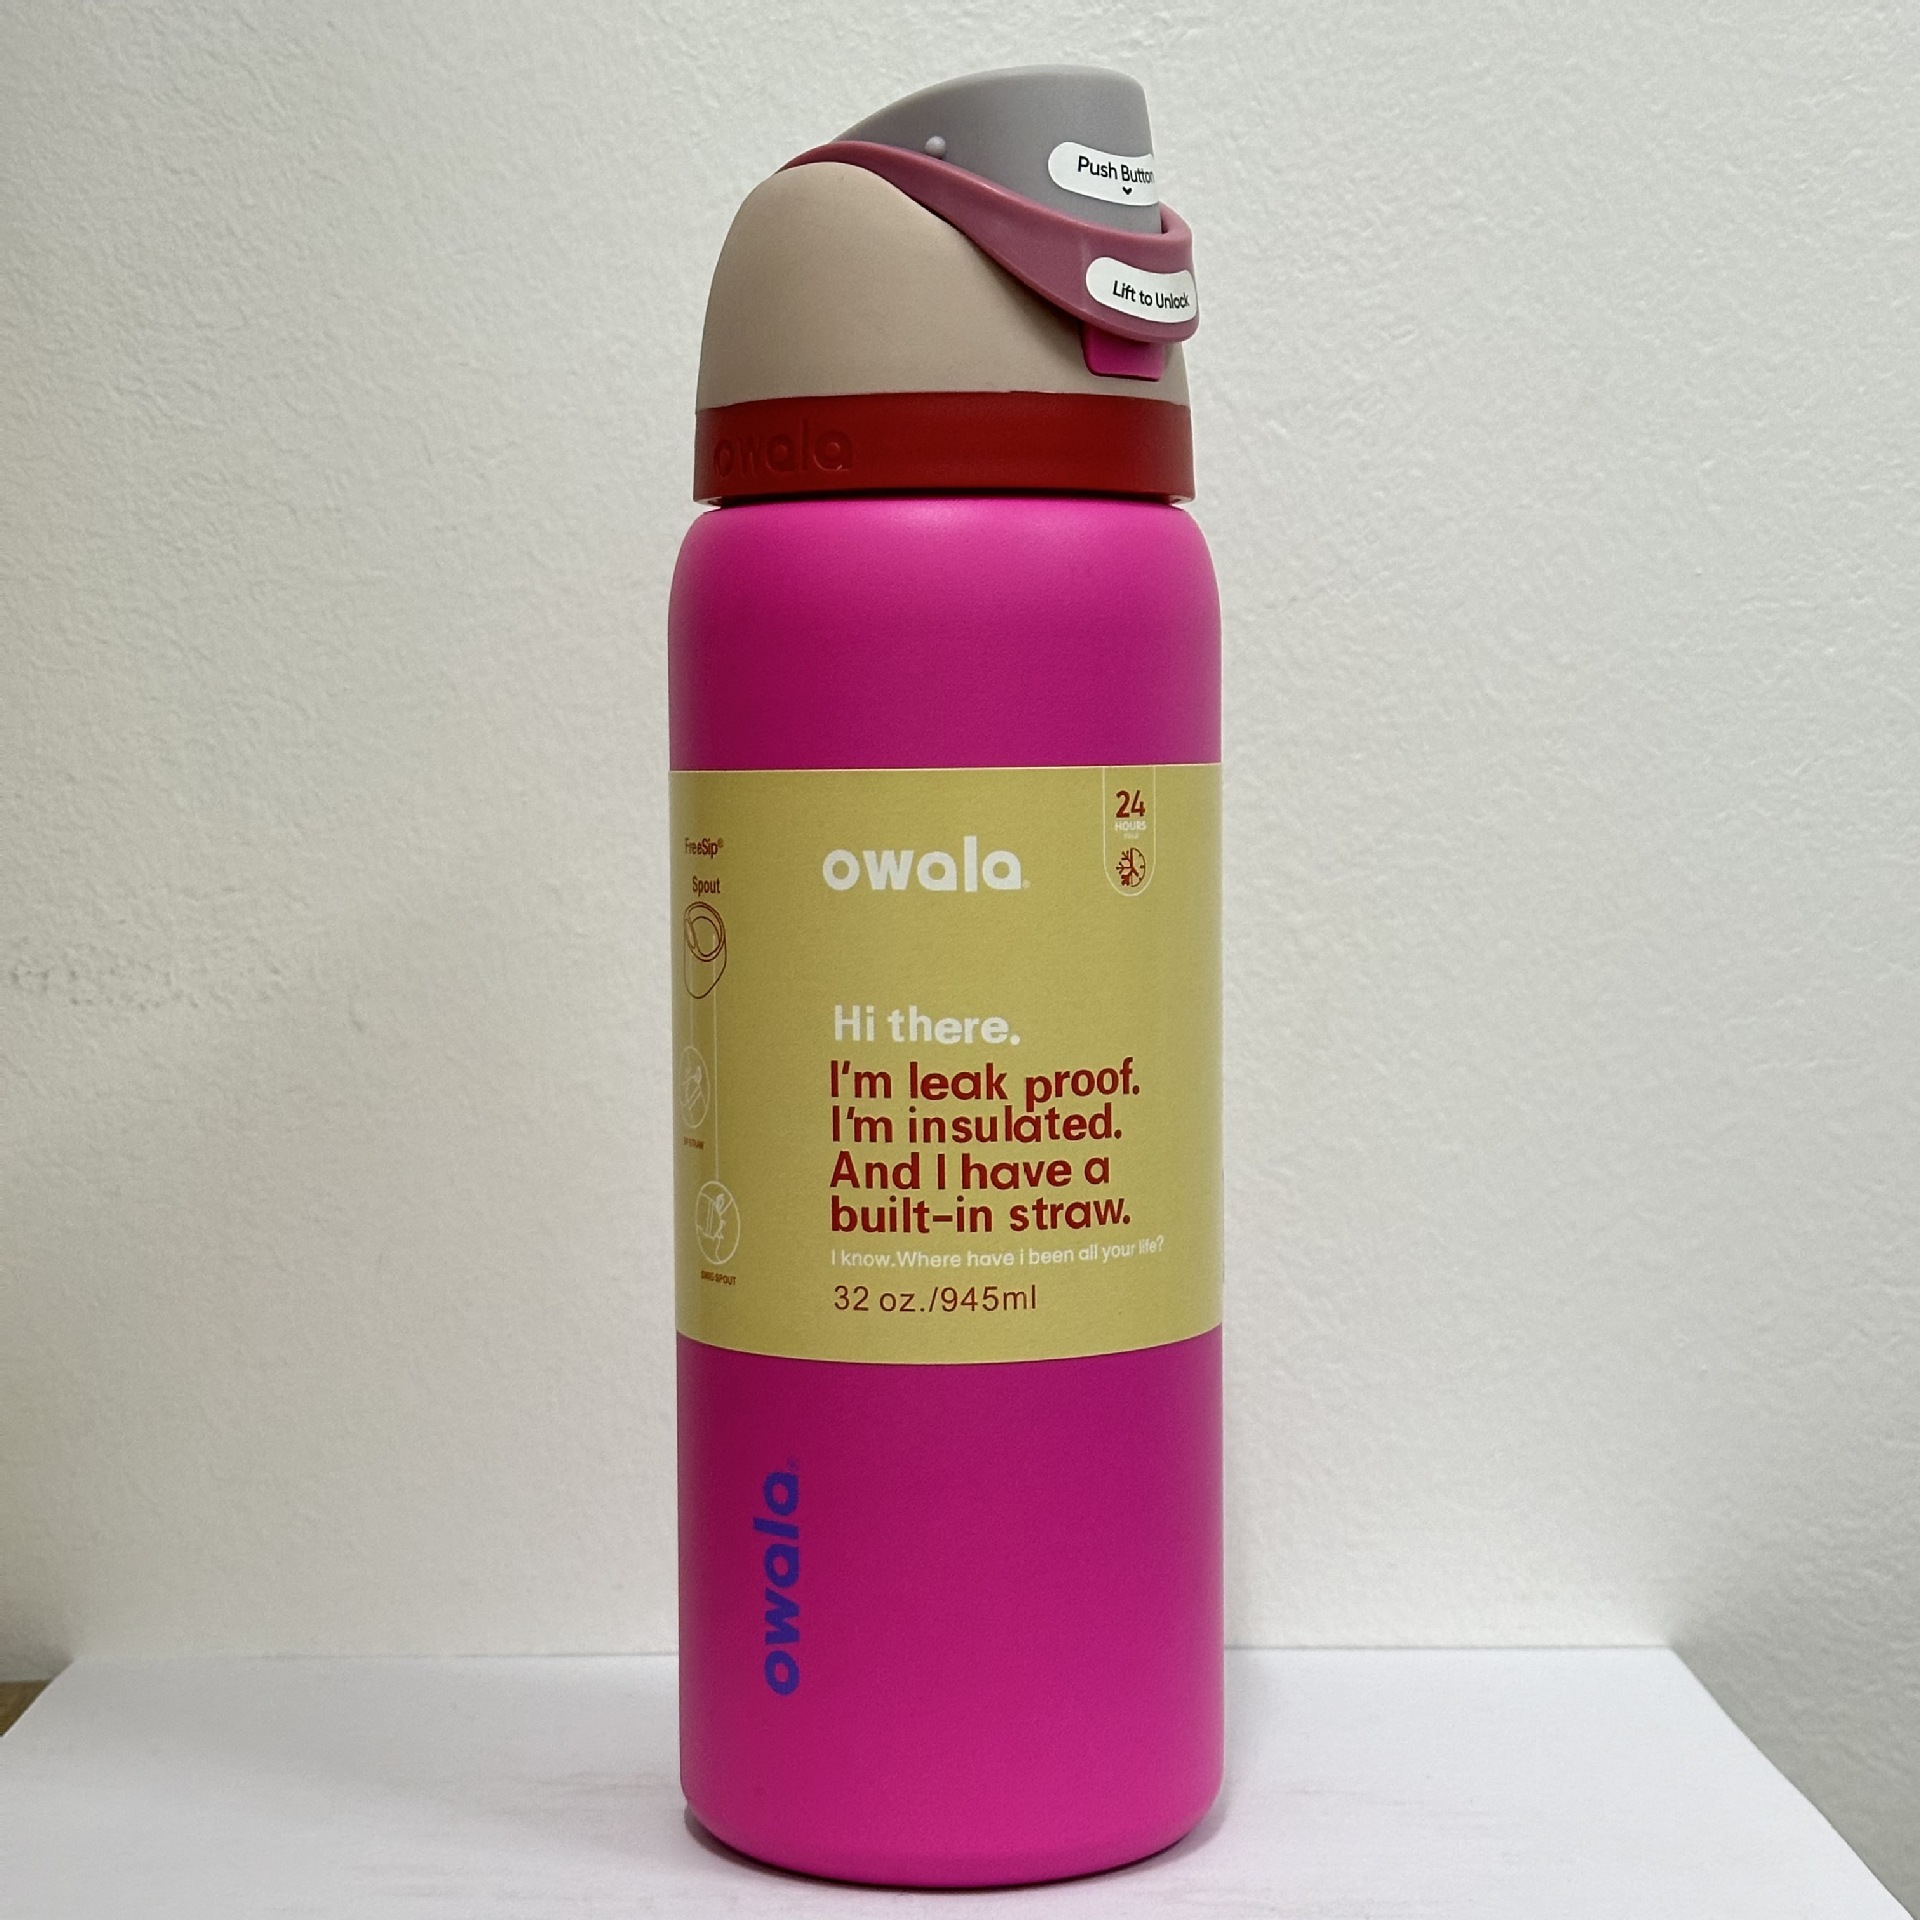 Push Button
Lift to Unlock
owala
24
HOURS
FreeSip®
Spout
owala
Hi there.
I'm leak proof.
I'm insulated.
And I have a
built-in straw.
I know.Where have i been all your life?
32 oz./945ml
owala